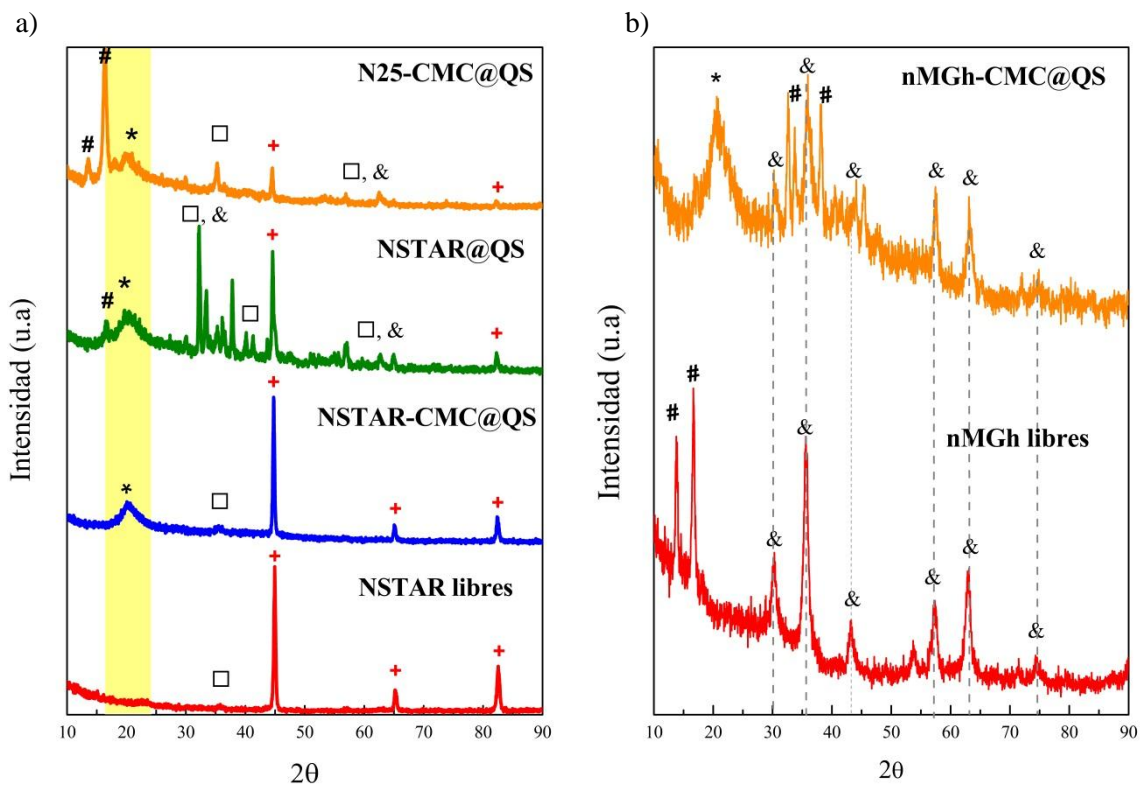 a)
#
N25-CMC@QS
#
*
□
+
□, &
+
□, &
NSTAR@QS
#
*
+
□
□, &
+
NSTAR-CMC@QS
+
*
□
+
+
NSTAR libres
+
□
+
+
Intensidad (u.a)
10 20 30 40 50 60 70 80 90
2θ
b)
nMGh-CMC@QS
*
&
#
#
&
&
&
&
&
nMGh libres
#
#
&
&
&
&
&
&
Intensidad (u.a)
10 20 30 40 50 60 70 80 90
2θ